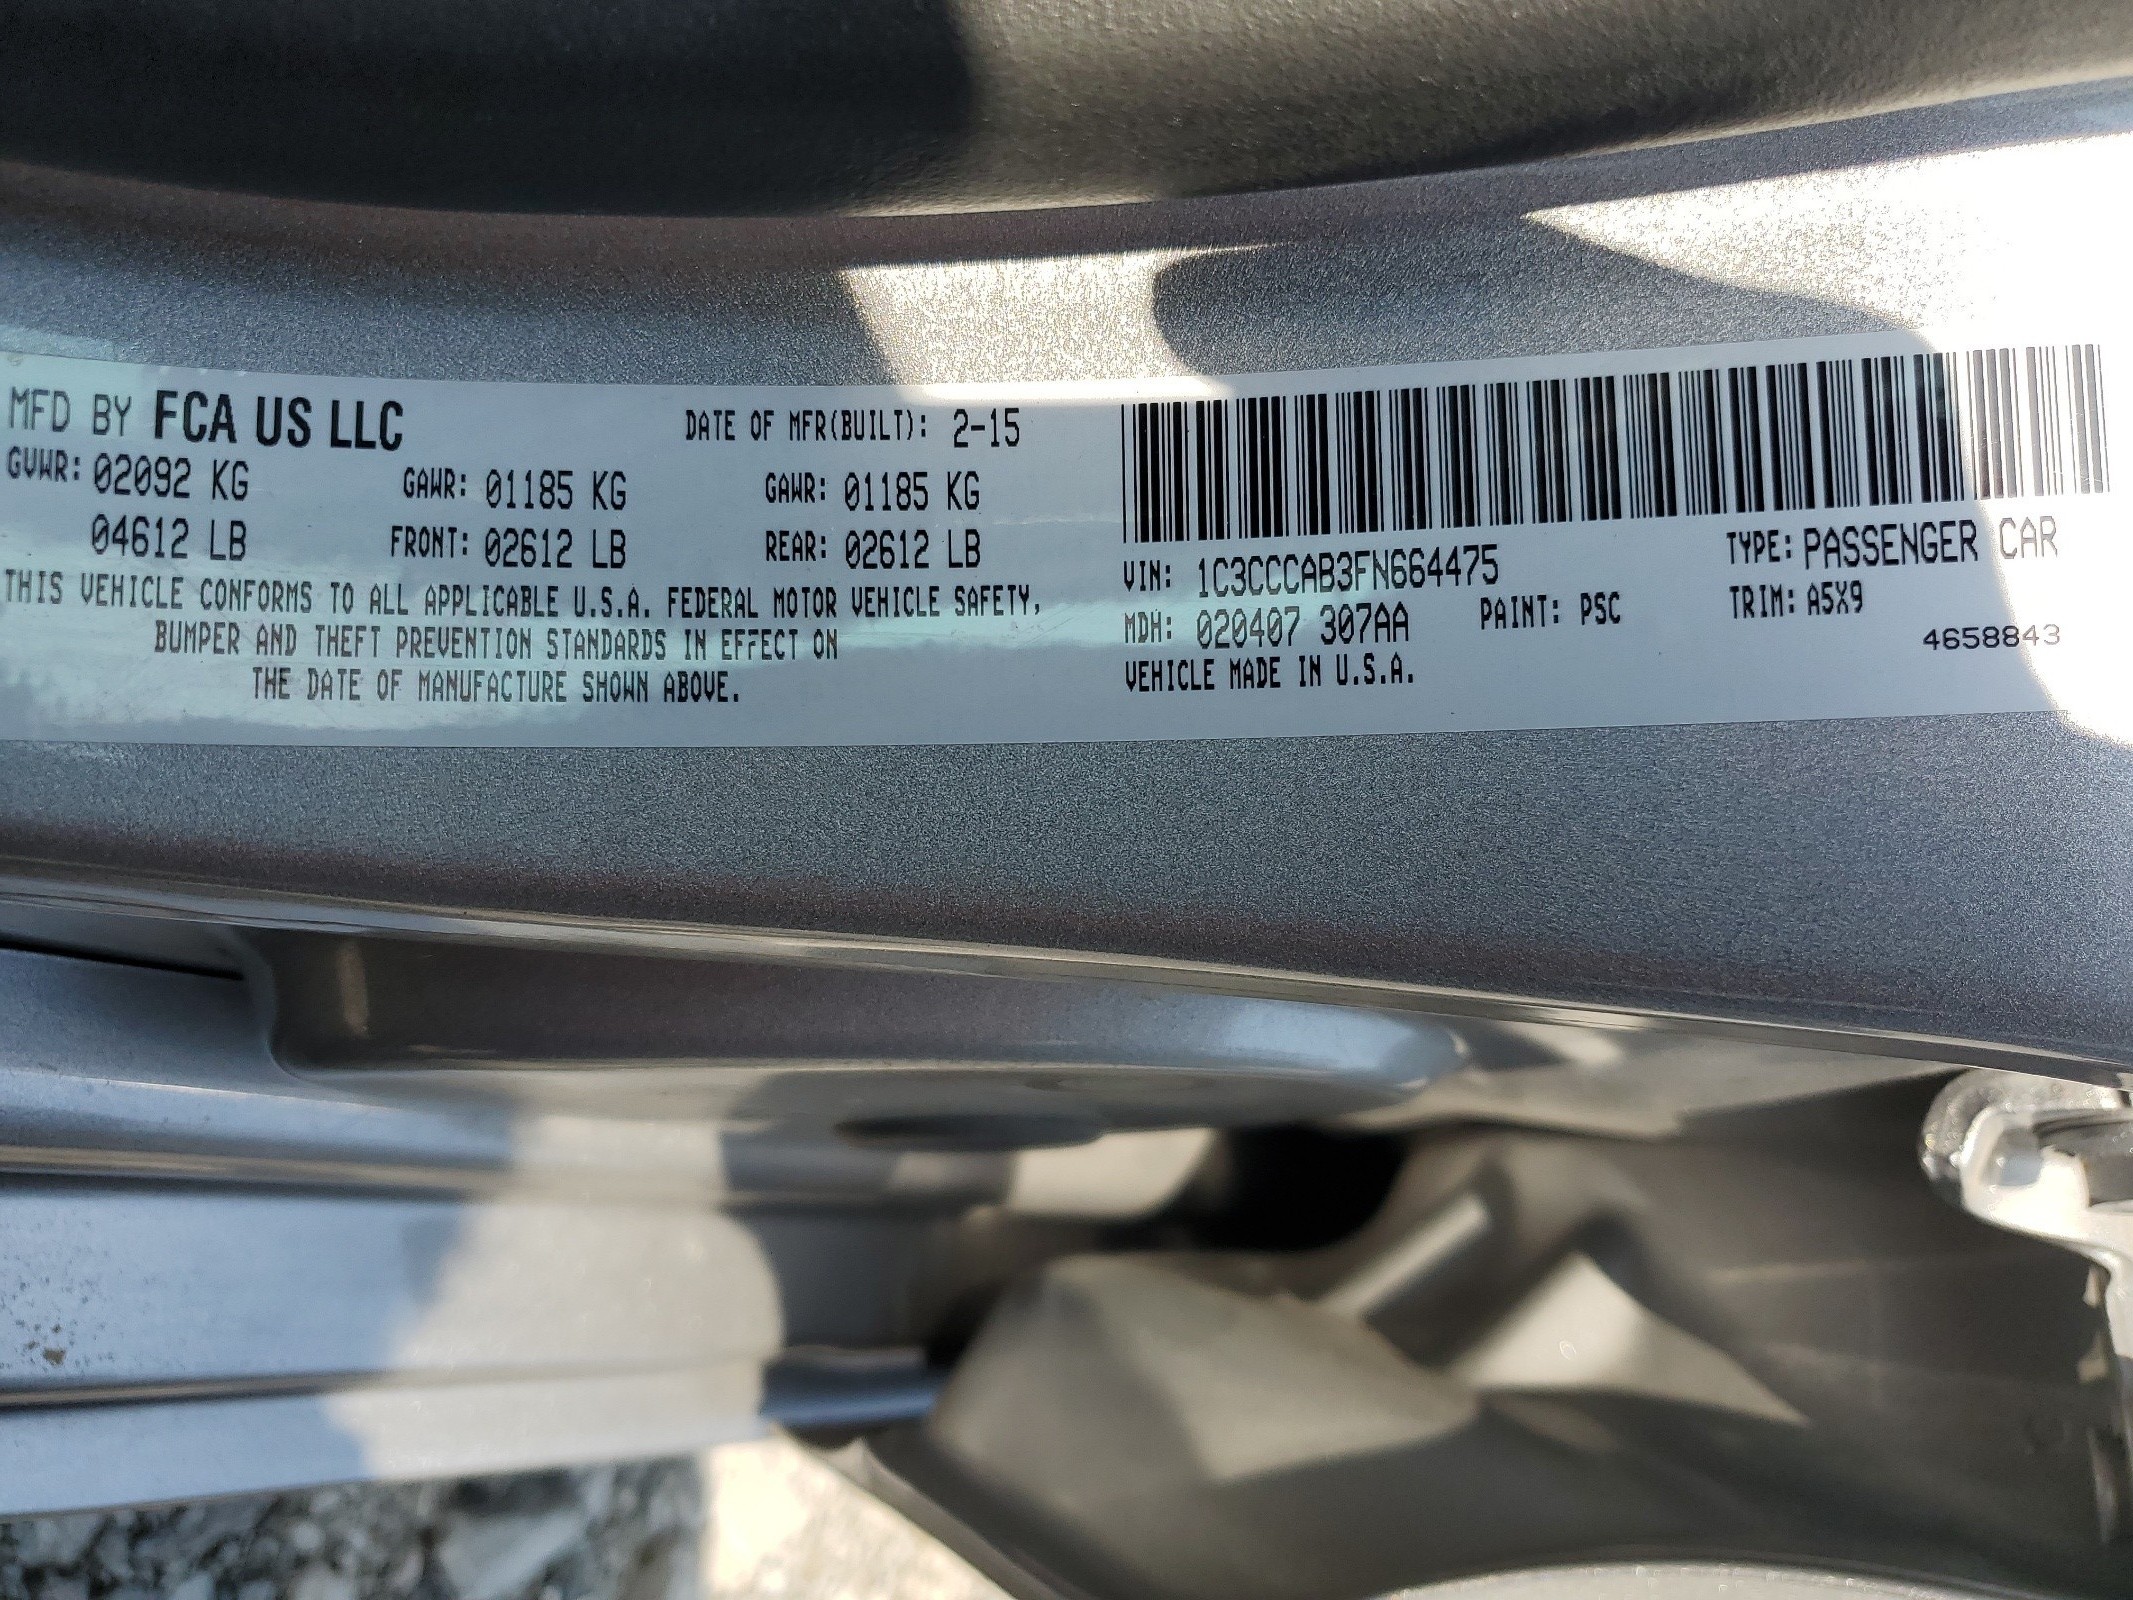 MFD BY FCA US LLC DATE OF MFR(BUILT): 2-15
GVWR: 02092 KG GAWR: 01185 KG GAWR: 01185 KG
04612 LB FRONT: 02612 LB REAR: 02612 LB
THIS VEHICLE CONFORMS TO ALL APPLICABLE U.S.A. FEDERAL MOTOR VEHICLE SAFETY,
BUMPER AND THEFT PREVENTION STANDARDS IN EFFECT ON
THE DATE OF MANUFACTURE SHOWN ABOVE.
VIN: 1C3CCCAB3FN664475 TYPE: PASSENGER CAR
MDH: 020407 307AA PAINT: PSC TRIM: A5X9
VEHICLE MADE IN U.S.A. 4658843